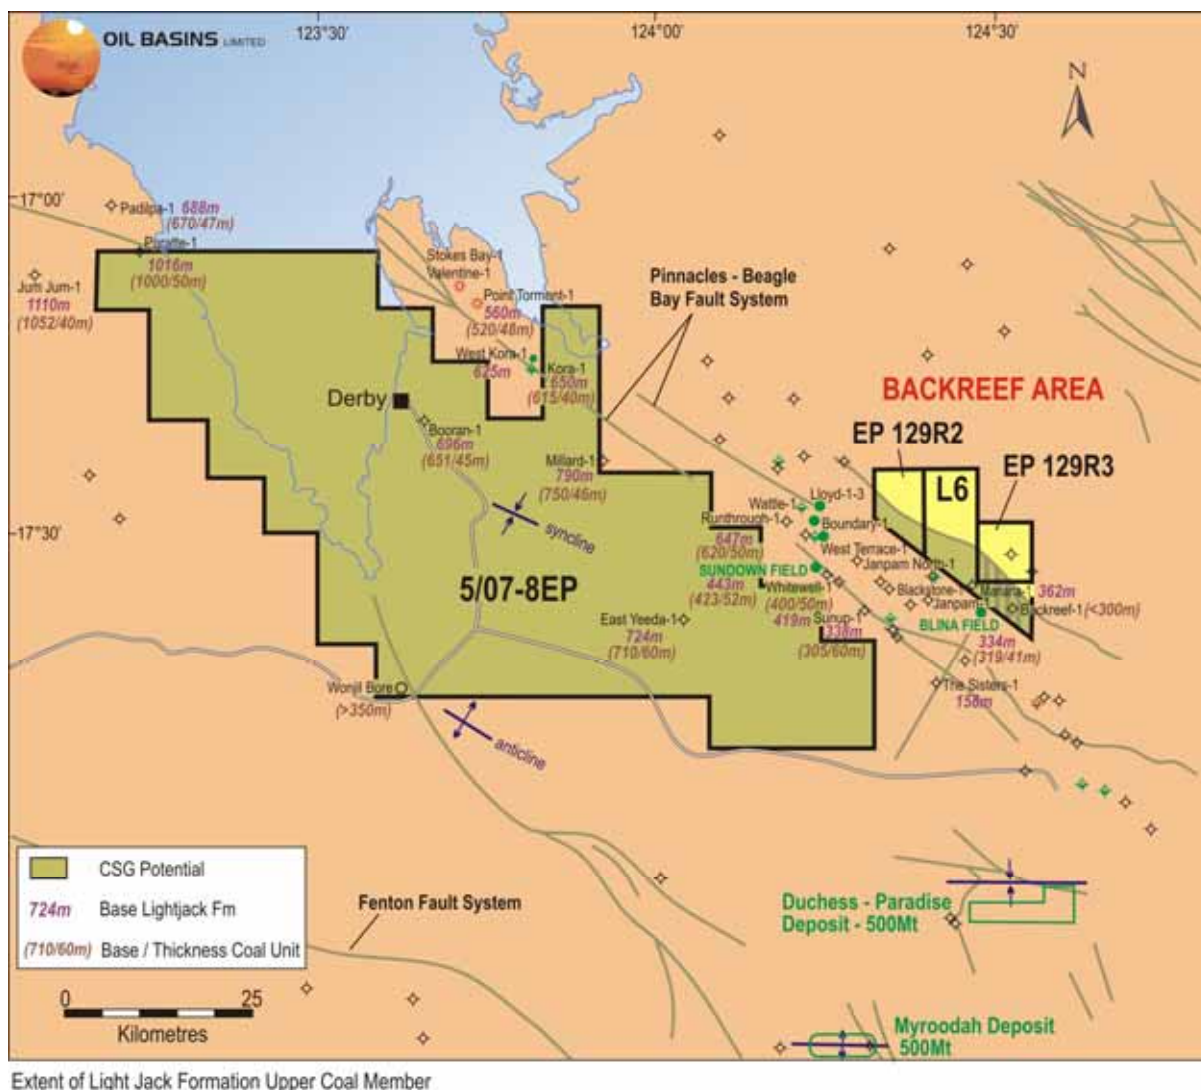 OIL BASINS LIMITED
123°30'
124°00'
124°30'
N
17°00'
Padilpa-1 688m
(670/47m)
Puratte-1
1016m
(1000/50m)
Jum Jum-1
1110m
(1052/40m)
Stokes Bay-1
Valentine-1
Point Torment-1
560m
(520/48m)
West Kora-1
625m
Kora-1
650m
(615/40m)
Pinnacles - Beagle
Bay Fault System
BACKREEF AREA
EP 129R2
L6
EP 129R3
Derby
Booran-1
696m
(651/45m)
Millard-1
790m
(750/46m)
syncline
17°30'
5/07-8EP
Wattle-1
Lloyd-1-3
Runthrough-1
Boundary-1
647m
(620/50m)
West Terrace-1
SUNDOWN FIELD
Janpam North-1
443m
(423/52m)
Whitewell-1
(400/50m)
419m
Blackstone-1
Janpam-1
362m
Backreef-1 (<300m)
BLINA FIELD
Sunup-1
338m
(305/60m)
334m
(319/41m)
East Yeeda-1
724m
(710/60m)
The Sisters-1
158m
Wonjil Bore
(>350m)
anticline
CSG Potential
724m Base Lightjack Fm
(710/60m) Base / Thickness Coal Unit
0 25
Kilometres
Fenton Fault System
Duchess - Paradise
Deposit - 500Mt
Myroodah Deposit
500Mt
Extent of Light Jack Formation Upper Coal Member